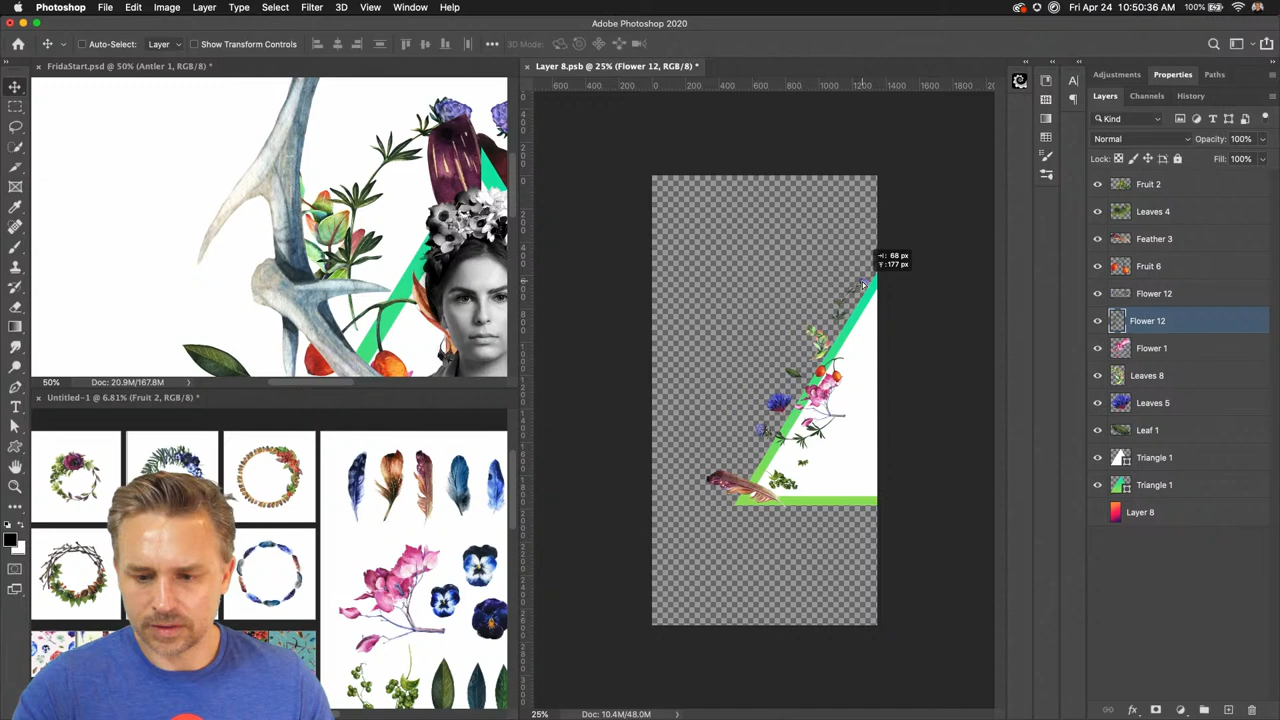 Photoshop File Edit Image Layer Type Select Filter 3D View Window Help 100% Fri Apr 24 10:50:36 AM
Adobe Photoshop 2020
Auto-Select: Layer Show Transform Controls ••• 3D Mode:
FridaStart.psd @ 50% (Antler 1, RGB/8) *
Layer 8.psb @ 25% (Flower 12, RGB/8) *
Adjustments Properties Paths
600 400 200 0 200 400 600 800 1000 1200 1400 1600 1800
Layers Channels History
Kind
Normal Opacity: 100%
Lock: Fill: 100%
Fruit 2
Leaves 4
Feather 3
Fruit 6
Flower 12
Flower 12
Flower 1
Leaves 8
Leaves 5
Leaf 1
Triangle 1
Triangle 1
Layer 8
: 68 px
: 177 px
50% Doc: 20.9M/167.8M
Untitled-1 @ 6.81% (Fruit 2, RGB/8) *
25% Doc: 10.4M/48.0M